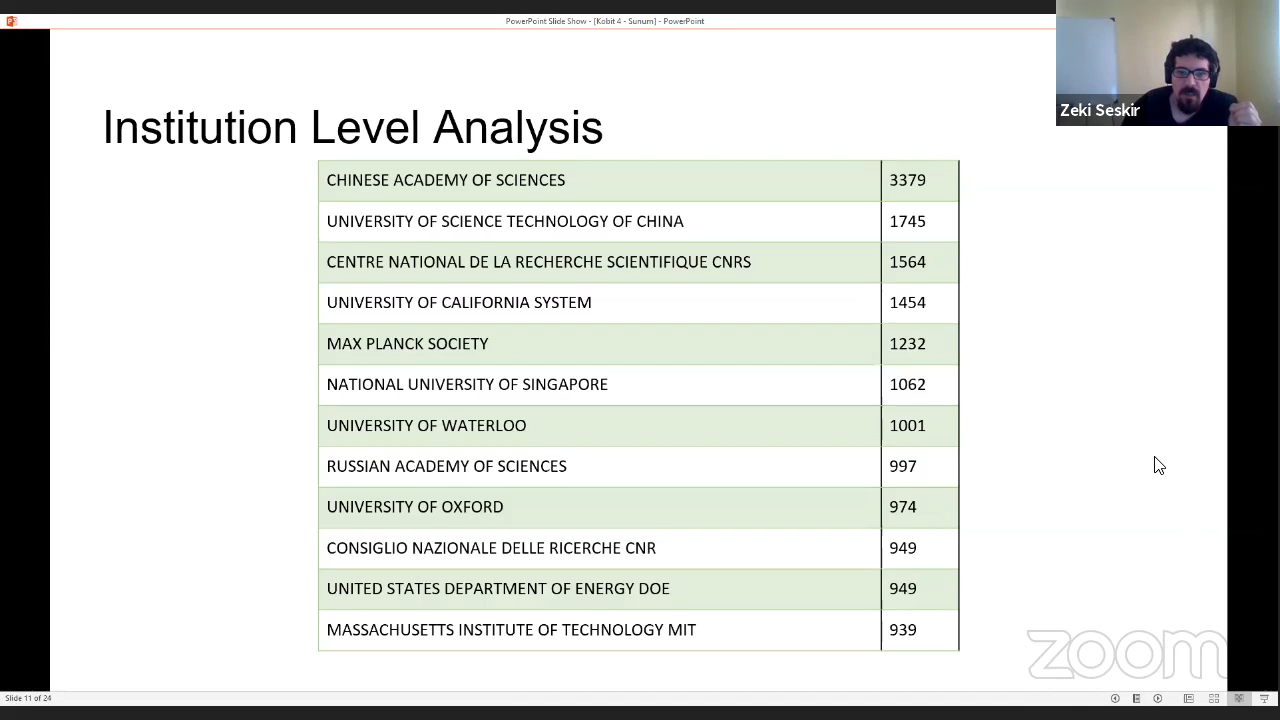 PowerPoint Slide Show - [Kobit 4 - Sunum] - PowerPoint
Zeki Seskir
Institution Level Analysis
CHINESE ACADEMY OF SCIENCES 3379
UNIVERSITY OF SCIENCE TECHNOLOGY OF CHINA 1745
CENTRE NATIONAL DE LA RECHERCHE SCIENTIFIQUE CNRS 1564
UNIVERSITY OF CALIFORNIA SYSTEM 1454
MAX PLANCK SOCIETY 1232
NATIONAL UNIVERSITY OF SINGAPORE 1062
UNIVERSITY OF WATERLOO 1001
RUSSIAN ACADEMY OF SCIENCES 997
UNIVERSITY OF OXFORD 974
CONSIGLIO NAZIONALE DELLE RICERCHE CNR 949
UNITED STATES DEPARTMENT OF ENERGY DOE 949
MASSACHUSETTS INSTITUTE OF TECHNOLOGY MIT 939
zoom
Slide 11 of 24